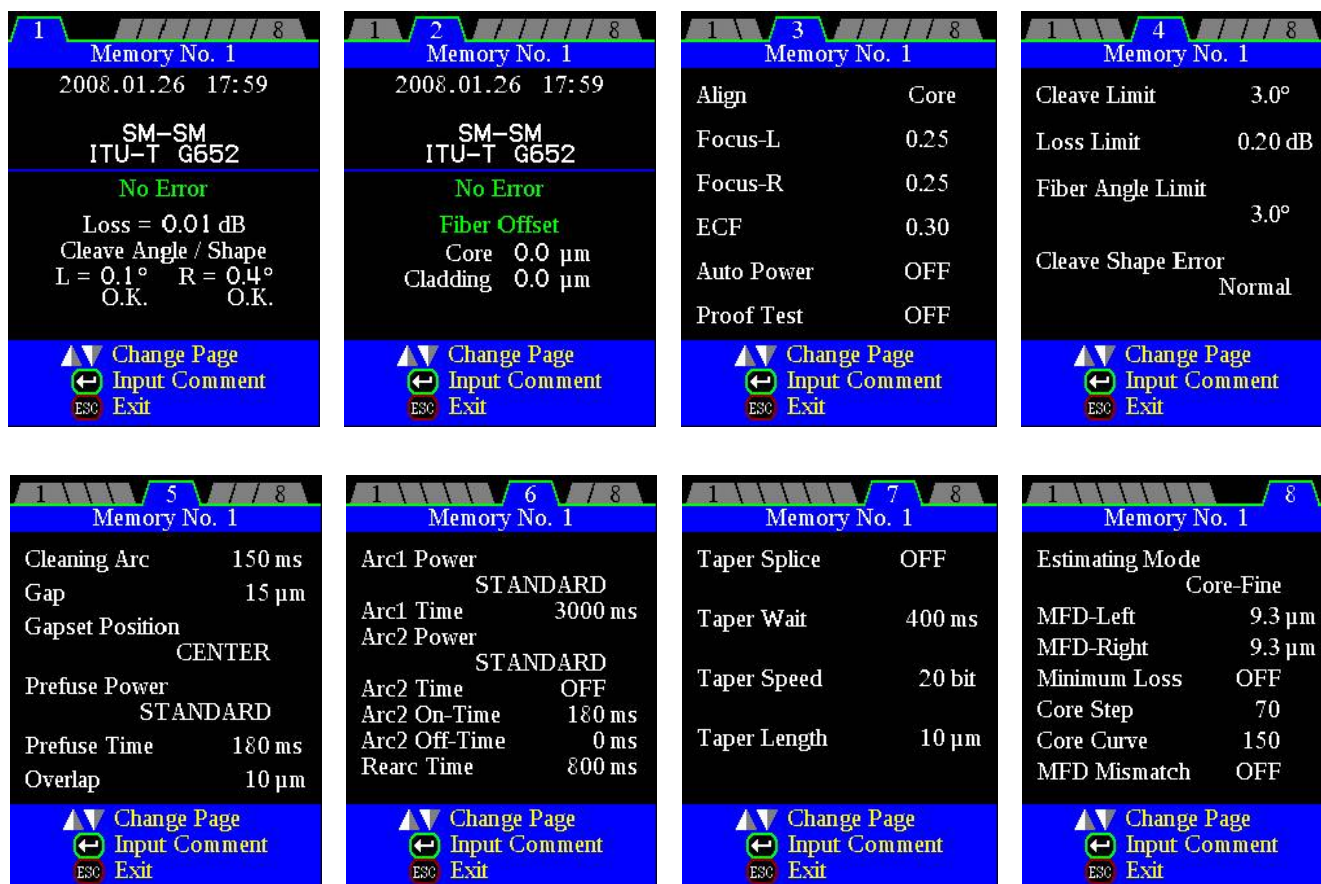 1 8
Memory No. 1
2008.01.26 17:59
SM-SM
ITU-T G652
No Error
Loss = 0.01 dB
Cleave Angle / Shape
L = 0.1° R = 0.4°
O.K. O.K.
Change Page
Input Comment
ESC Exit
1 2 8
Memory No. 1
2008.01.26 17:59
SM-SM
ITU-T G652
No Error
Fiber Offset
Core 0.0 µm
Cladding 0.0 µm
Change Page
Input Comment
ESC Exit
1 3 8
Memory No. 1
Align Core
Focus-L 0.25
Focus-R 0.25
ECF 0.30
Auto Power OFF
Proof Test OFF
Change Page
Input Comment
ESC Exit
1 4 8
Memory No. 1
Cleave Limit 3.0°
Loss Limit 0.20 dB
Fiber Angle Limit
3.0°
Cleave Shape Error
Normal
Change Page
Input Comment
ESC Exit
1 5 8
Memory No. 1
Cleaning Arc 150 ms
Gap 15 µm
Gapset Position
CENTER
Prefuse Power
STANDARD
Prefuse Time 180 ms
Overlap 10 µm
Change Page
Input Comment
ESC Exit
1 6 8
Memory No. 1
Arc1 Power
STANDARD
Arc1 Time 3000 ms
Arc2 Power
STANDARD
Arc2 Time OFF
Arc2 On-Time 180 ms
Arc2 Off-Time 0 ms
Rearc Time 800 ms
Change Page
Input Comment
ESC Exit
1 7 8
Memory No. 1
Taper Splice OFF
Taper Wait 400 ms
Taper Speed 20 bit
Taper Length 10 µm
Change Page
Input Comment
ESC Exit
1 8
Memory No. 1
Estimating Mode
Core-Fine
MFD-Left 9.3 µm
MFD-Right 9.3 µm
Minimum Loss OFF
Core Step 70
Core Curve 150
MFD Mismatch OFF
Change Page
Input Comment
ESC Exit